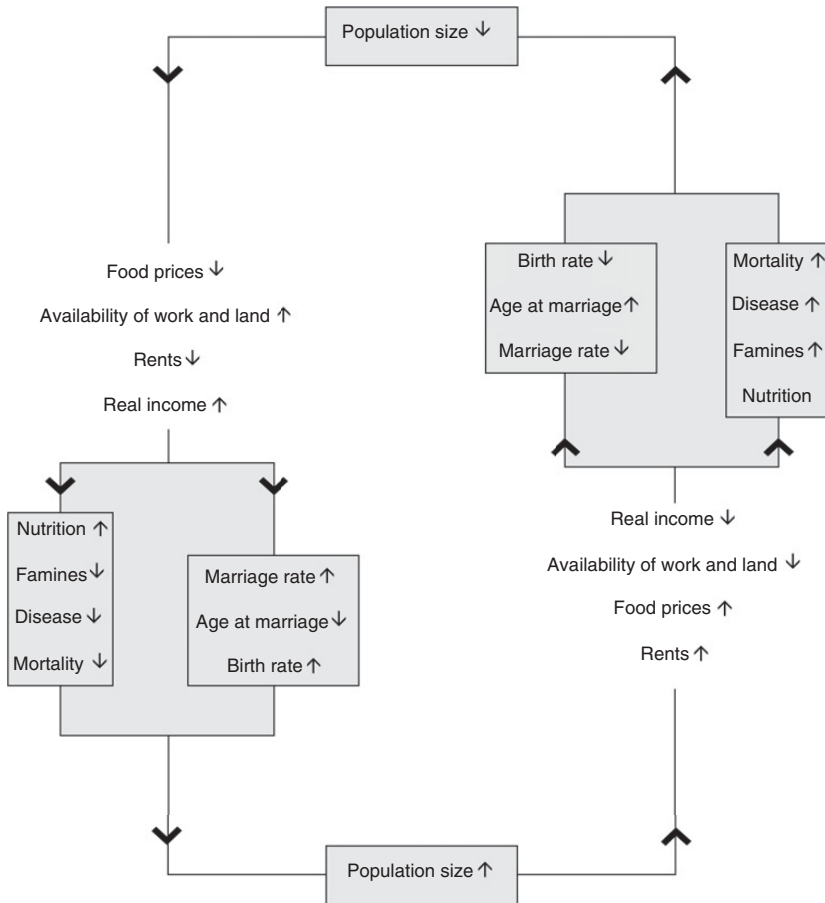 Population size ↓
Food prices ↓
Availability of work and land ↑
Rents ↓
Real income ↑
Nutrition ↑
Famines ↓
Disease ↓
Mortality ↓
Marriage rate ↑
Age at marriage ↓
Birth rate ↑
Population size ↑
Birth rate ↓
Age at marriage ↑
Marriage rate ↓
Mortality ↑
Disease ↑
Famines ↑
Nutrition
Real income ↓
Availability of work and land ↓
Food prices ↑
Rents ↑